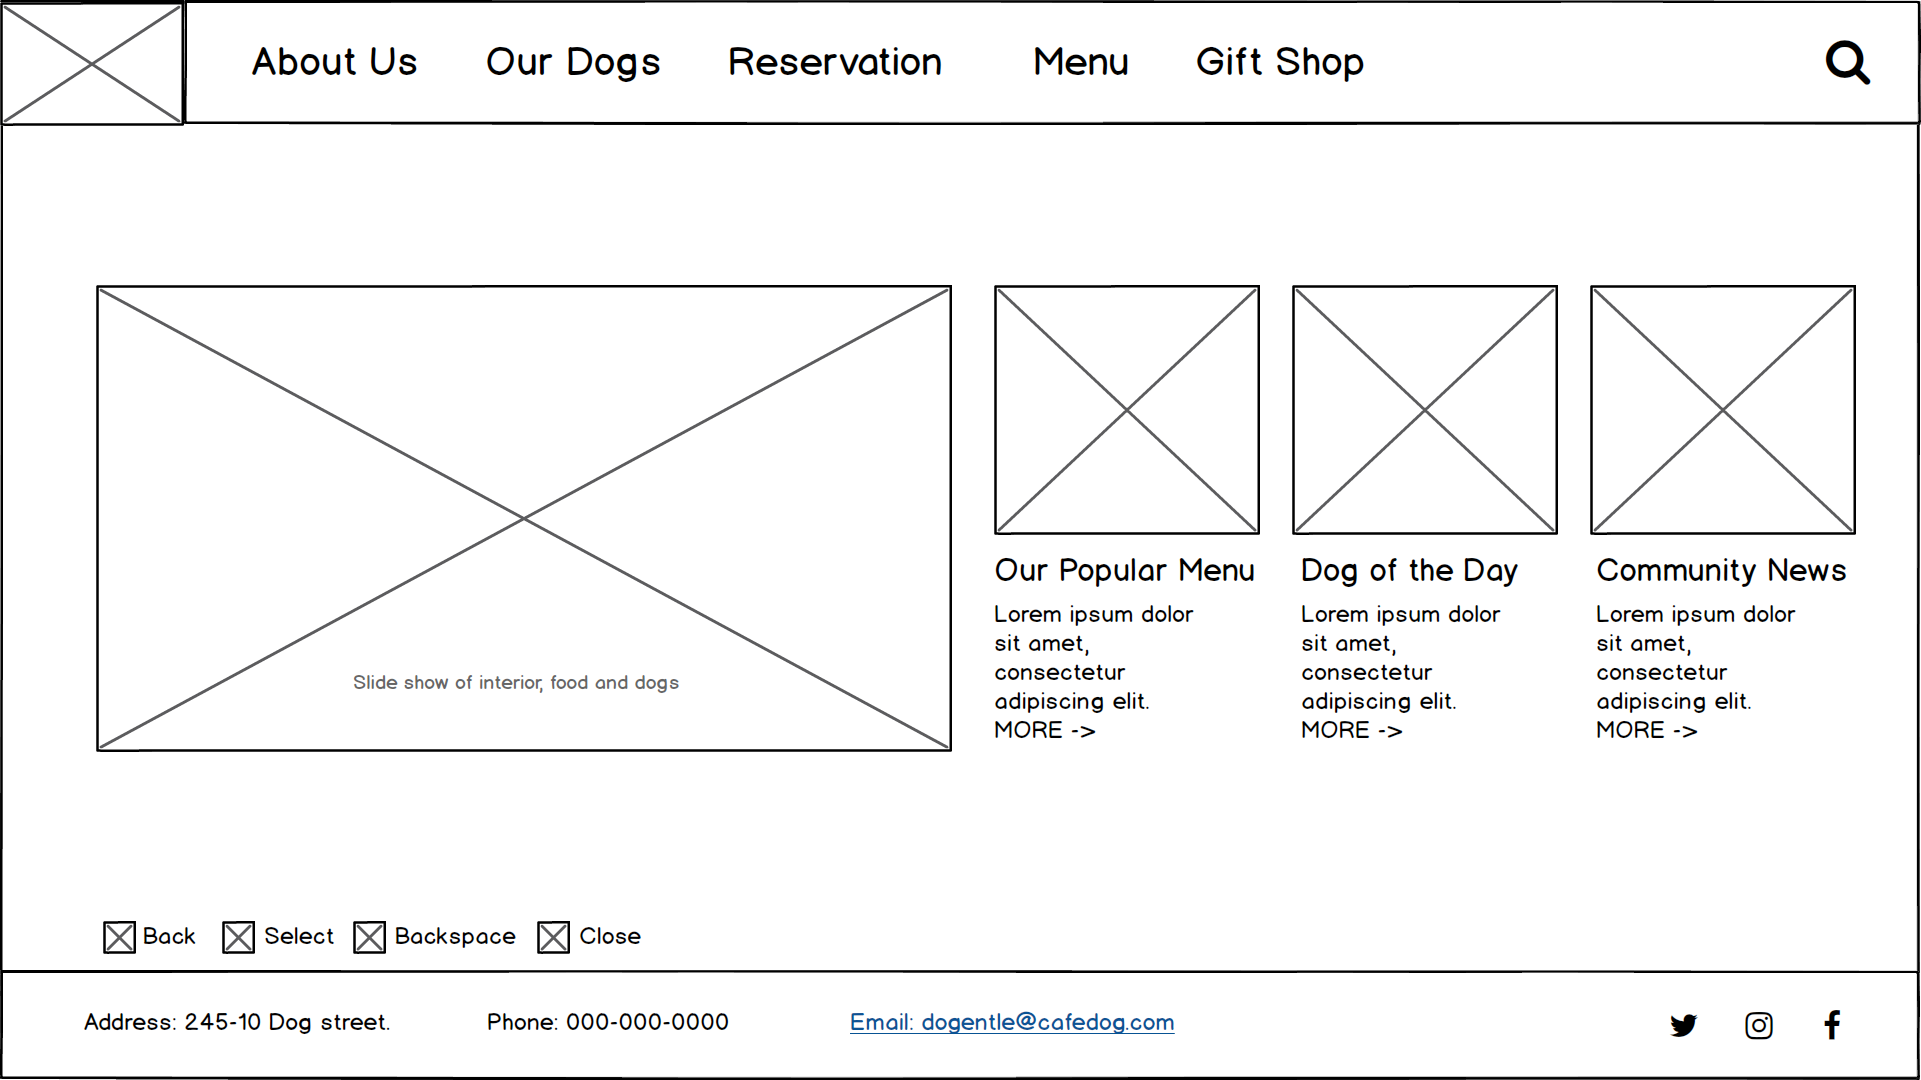 About Us Our Dogs Reservation Menu Gift Shop
Slide show of interior, food and dogs
Our Popular Menu
Lorem ipsum dolor
sit amet,
consectetur
adipiscing elit.
MORE ->
Dog of the Day
Lorem ipsum dolor
sit amet,
consectetur
adipiscing elit.
MORE ->
Community News
Lorem ipsum dolor
sit amet,
consectetur
adipiscing elit.
MORE ->
Back Select Backspace Close
Address: 245-10 Dog street. Phone: 000-000-0000 Email: dogentle@cafedog.com